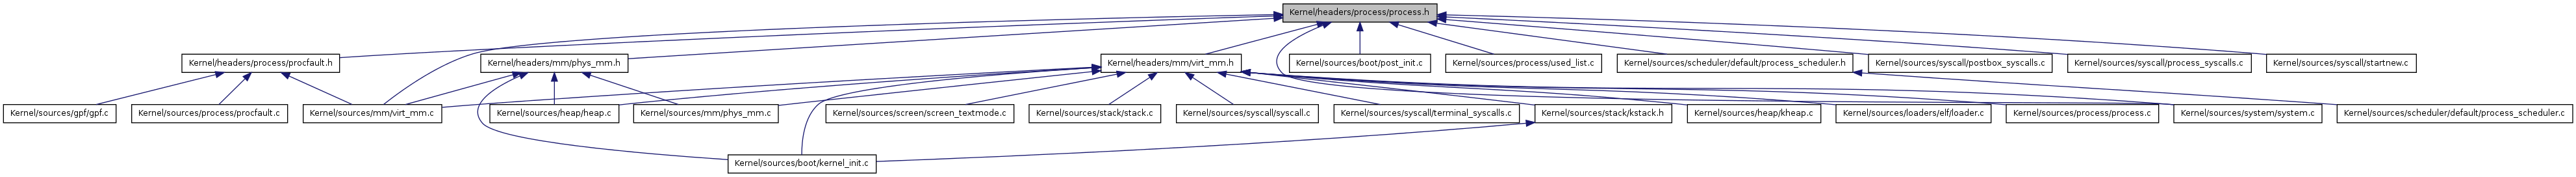 Kernel/headers/process/process.h
Kernel/headers/process/procfault.h
Kernel/headers/mm/phys_mm.h
Kernel/headers/mm/virt_mm.h
Kernel/sources/boot/post_init.c
Kernel/sources/process/used_list.c
Kernel/headers/scheduler/default/process_scheduler.h
Kernel/sources/syscall/postbox_syscalls.c
Kernel/sources/syscall/process_syscalls.c
Kernel/sources/syscall/startnew.c
Kernel/sources/gpf/gpf.c
Kernel/sources/process/procfault.c
Kernel/sources/mm/virt_mm.c
Kernel/sources/heap/heap.c
Kernel/sources/mm/phys_mm.c
Kernel/sources/screen/screen_textmode.c
Kernel/sources/stack/stack.c
Kernel/sources/syscall/syscall.c
Kernel/sources/syscall/terminal_syscalls.c
Kernel/sources/stack/kstack.h
Kernel/sources/heap/kheap.c
Kernel/sources/loaders/elf/loader.c
Kernel/sources/process/process.c
Kernel/sources/system/system.c
Kernel/sources/scheduler/default/process_scheduler.c
Kernel/sources/boot/kernel_init.c